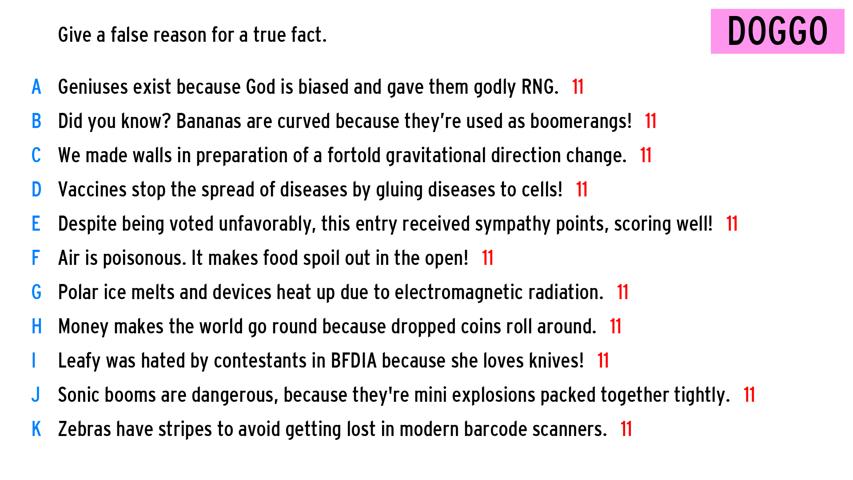 Give a false reason for a true fact.
DOGGO
A Geniuses exist because God is biased and gave them godly RNG. 11
B Did you know? Bananas are curved because they're used as boomerangs! 11
C We made walls in preparation of a fortold gravitational direction change. 11
D Vaccines stop the spread of diseases by gluing diseases to cells! 11
E Despite being voted unfavorably, this entry received sympathy points, scoring well! 11
F Air is poisonous. It makes food spoil out in the open! 11
G Polar ice melts and devices heat up due to electromagnetic radiation. 11
H Money makes the world go round because dropped coins roll around. 11
I Leafy was hated by contestants in BFDIA because she loves knives! 11
J Sonic booms are dangerous, because they're mini explosions packed together tightly. 11
K Zebras have stripes to avoid getting lost in modern barcode scanners. 11